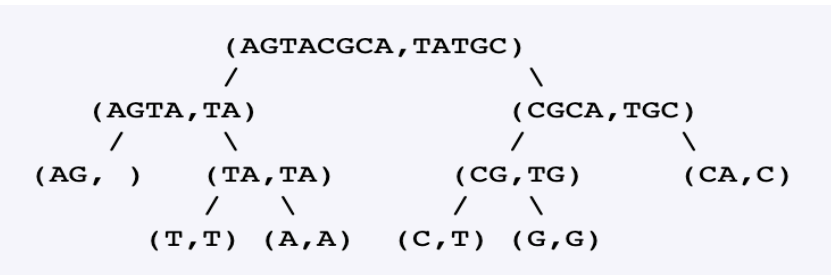 (AGTACGCA,TATGC)
/ \
(AGTA,TA) (CGCA,TGC)
/ \ / \
(AG, ) (TA,TA) (CG,TG) (CA,C)
/ \ / \
(T,T) (A,A) (C,T) (G,G)